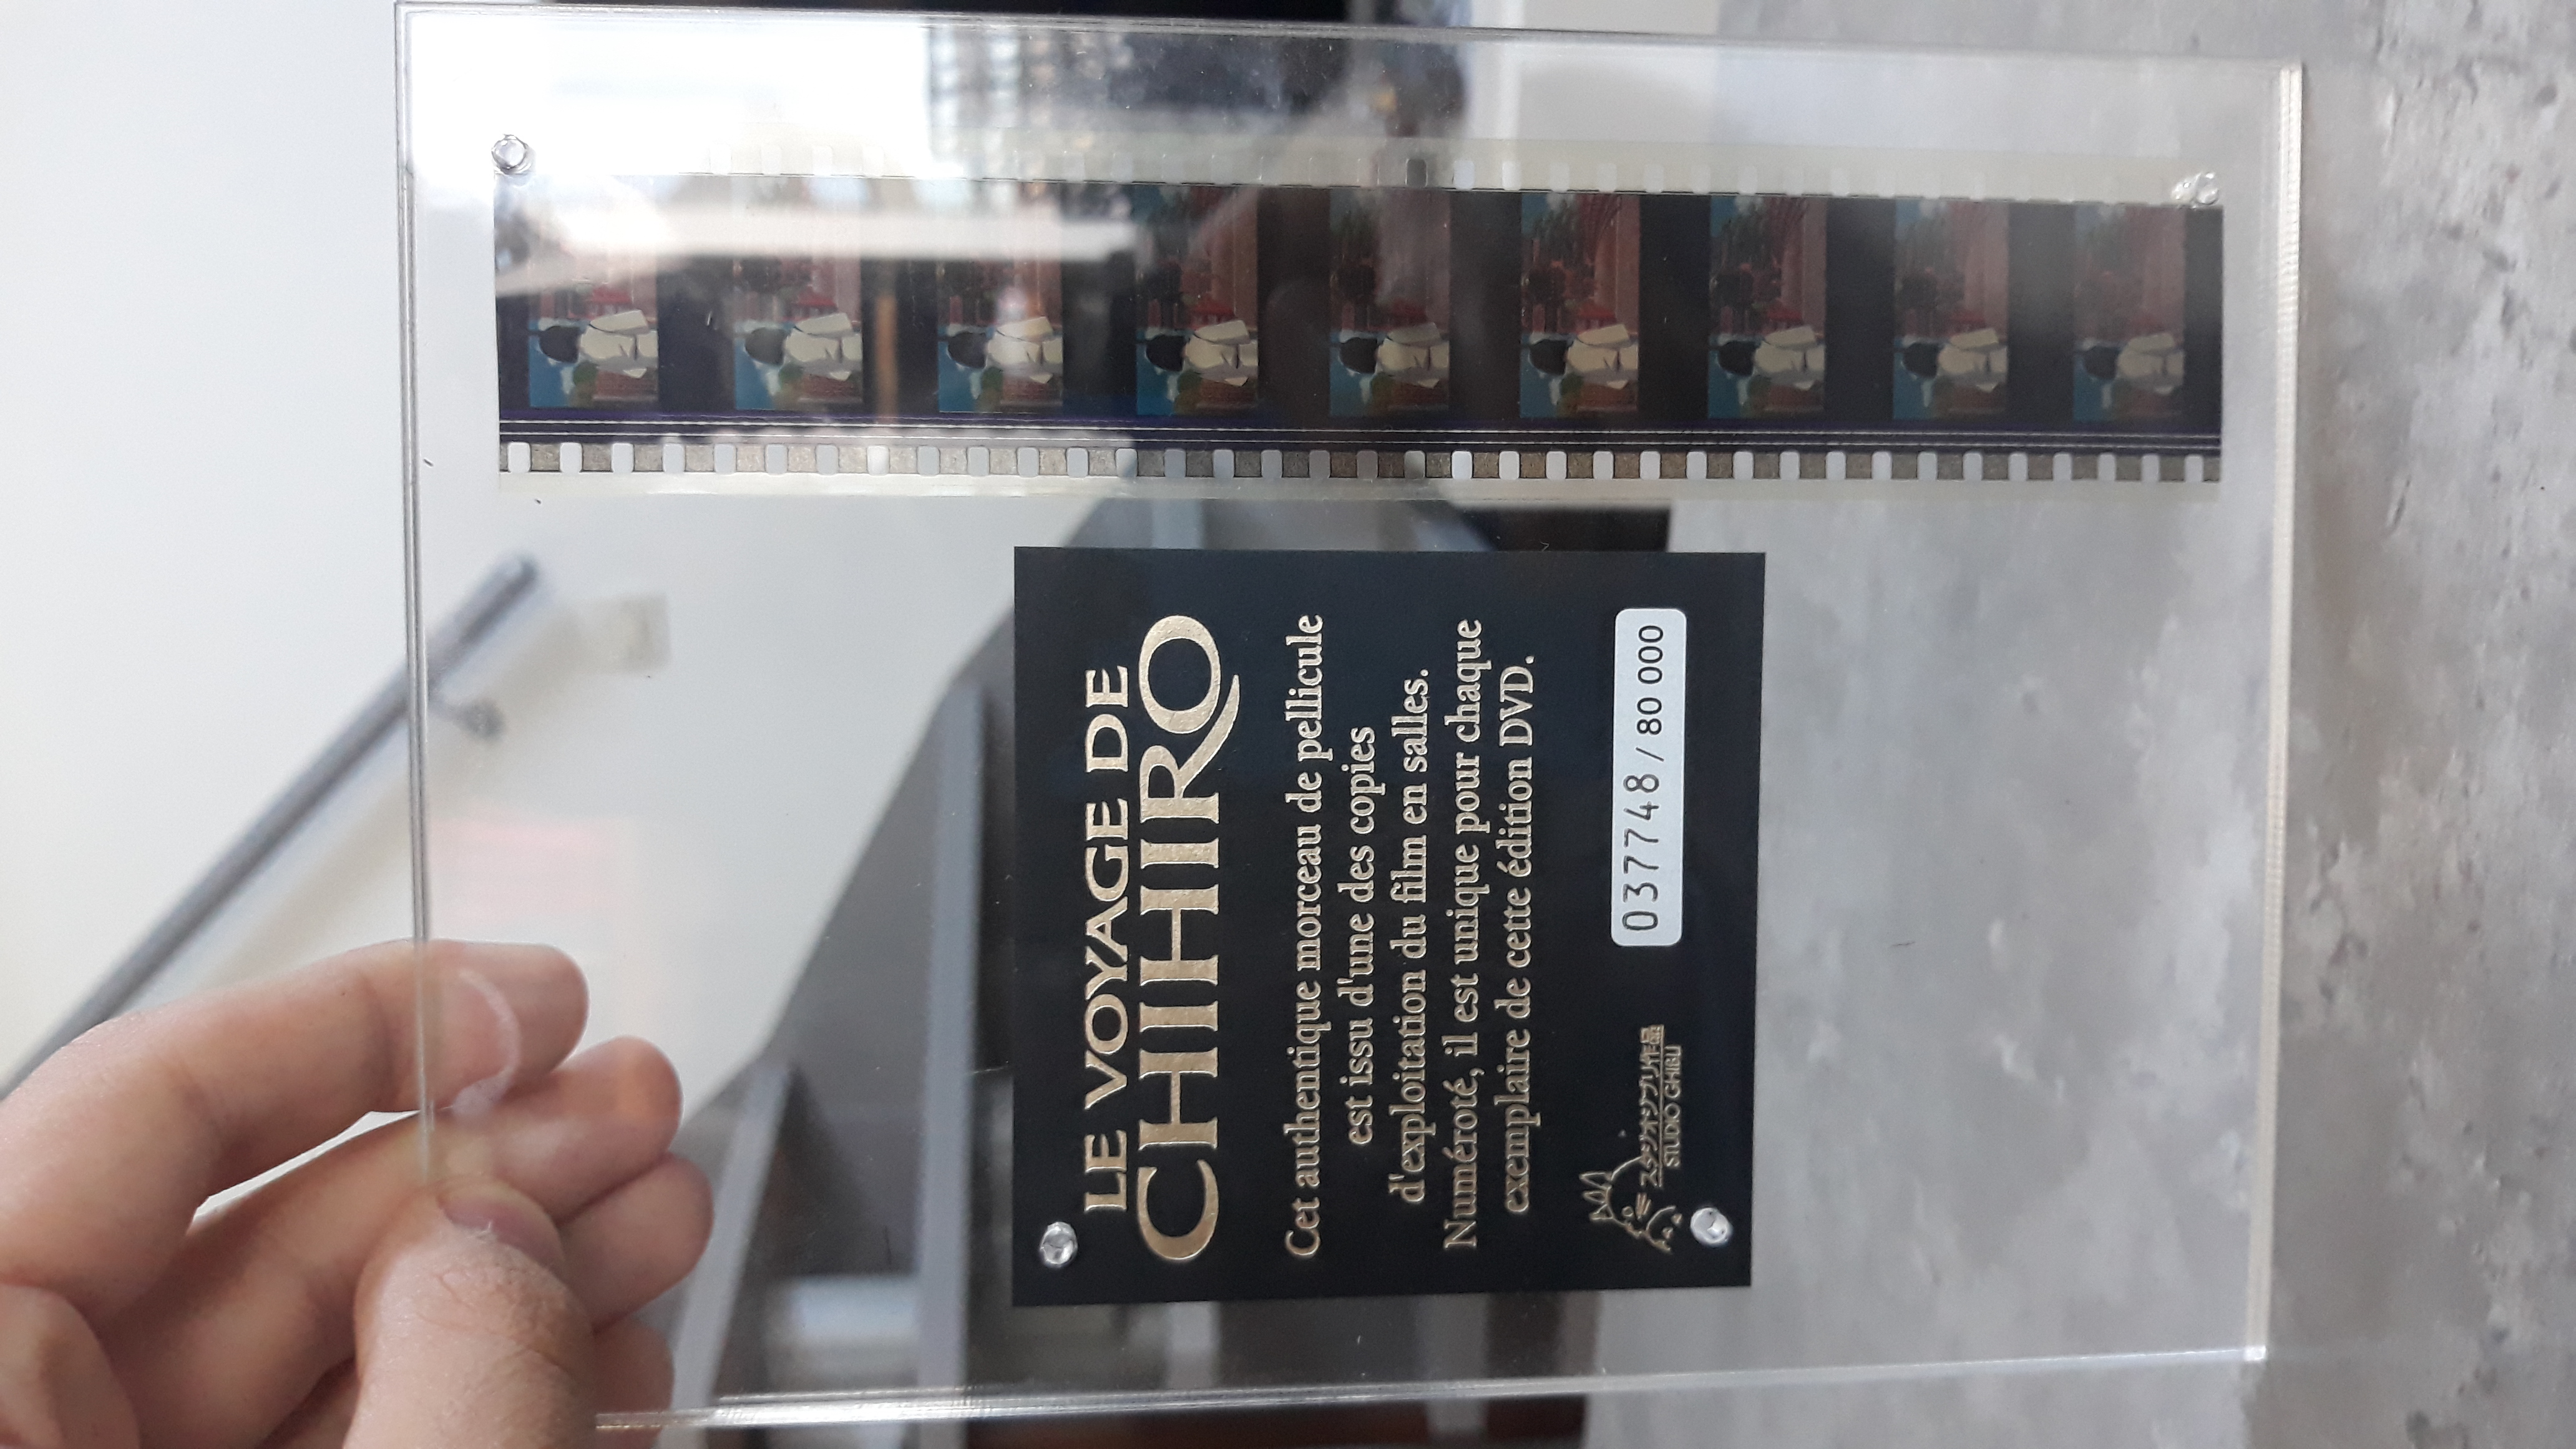 LE VOYAGE DE
CHIHIRO
Cet authentique morceau de pellicule
est issu d'une des copies
d'exploitation du film en salles.
Numéroté, il est unique pour chaque
exemplaire de cette édition DVD.
スタジオジブリ作品
STUDIO GHIBLI
037748 / 80 000